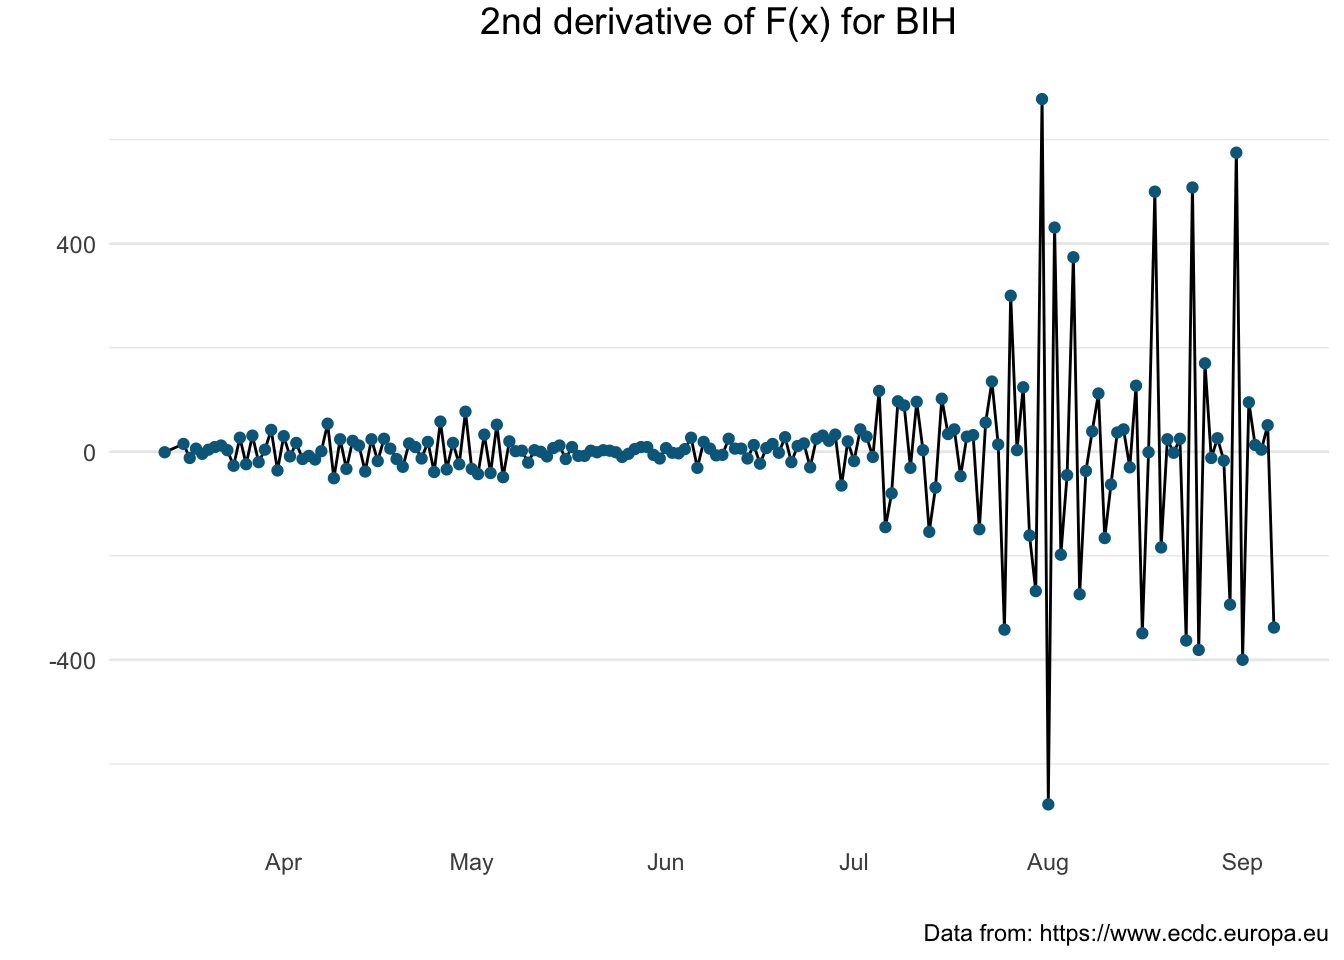 2nd derivative of F(x) for BIH
400
0
-400
Apr May Jun Jul Aug Sep
Data from: https://www.ecdc.europa.eu